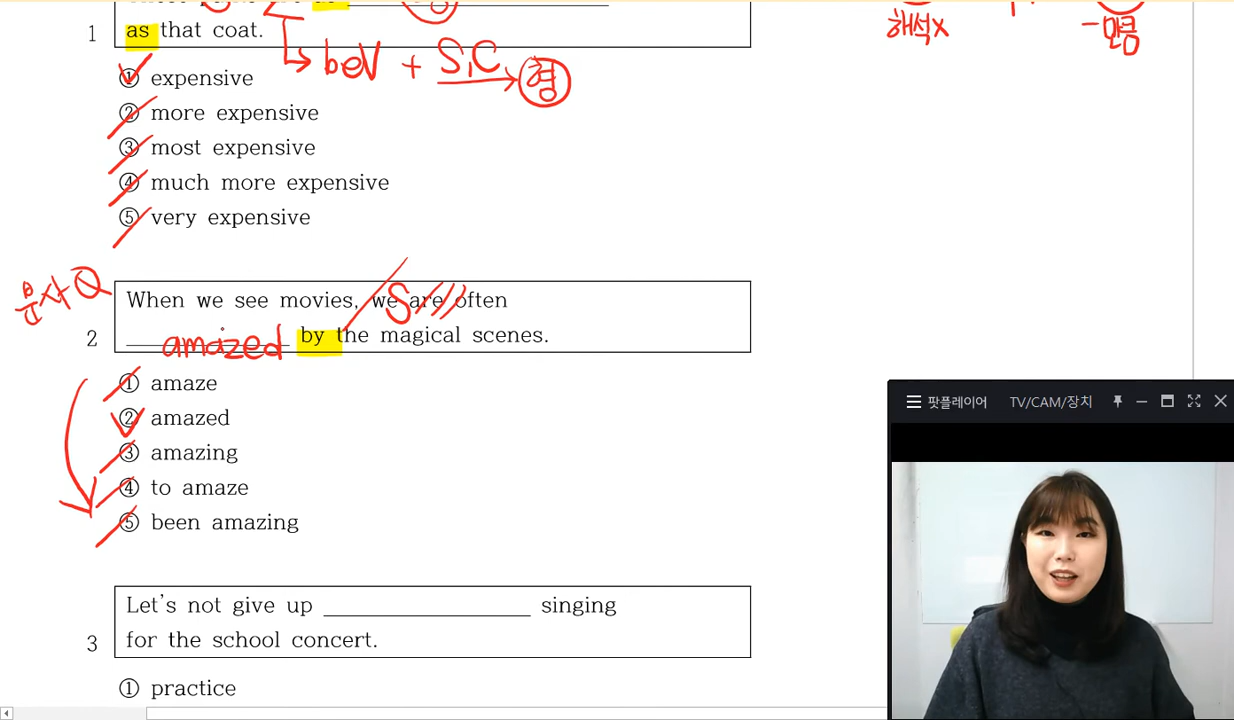 as that coat.
해석x
-만큼
1
beV + S.C 형
① expensive
② more expensive
③ most expensive
④ much more expensive
⑤ very expensive
문장Q
When we see movies, we are often
S
2
amazed by the magical scenes.
① amaze
② amazed
③ amazing
④ to amaze
⑤ been amazing
팟플레이어 TV/CAM/장치
Let's not give up ________ singing
for the school concert.
3
① practice